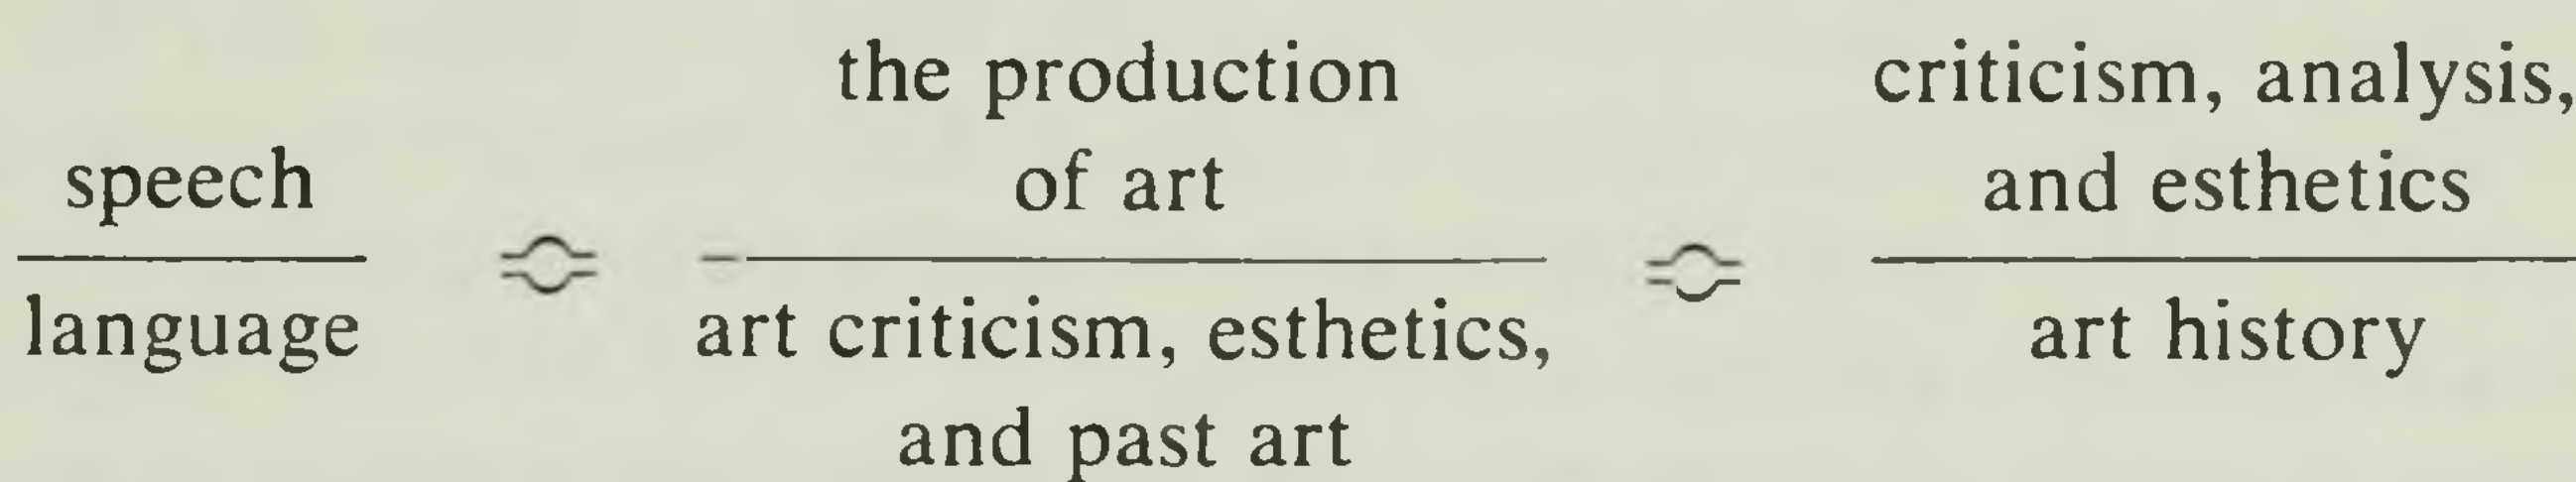 speech
language
≎
the production
of art
art criticism, esthetics,
and past art
≎
criticism, analysis,
and esthetics
art history